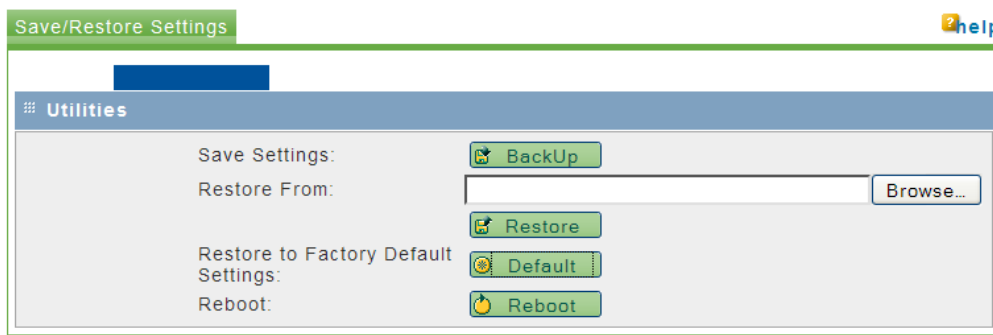 Save/Restore Settings
help
Utilities
Save Settings:
BackUp
Restore From:
Browse...
Restore
Restore to Factory Default
Settings:
Default
Reboot:
Reboot